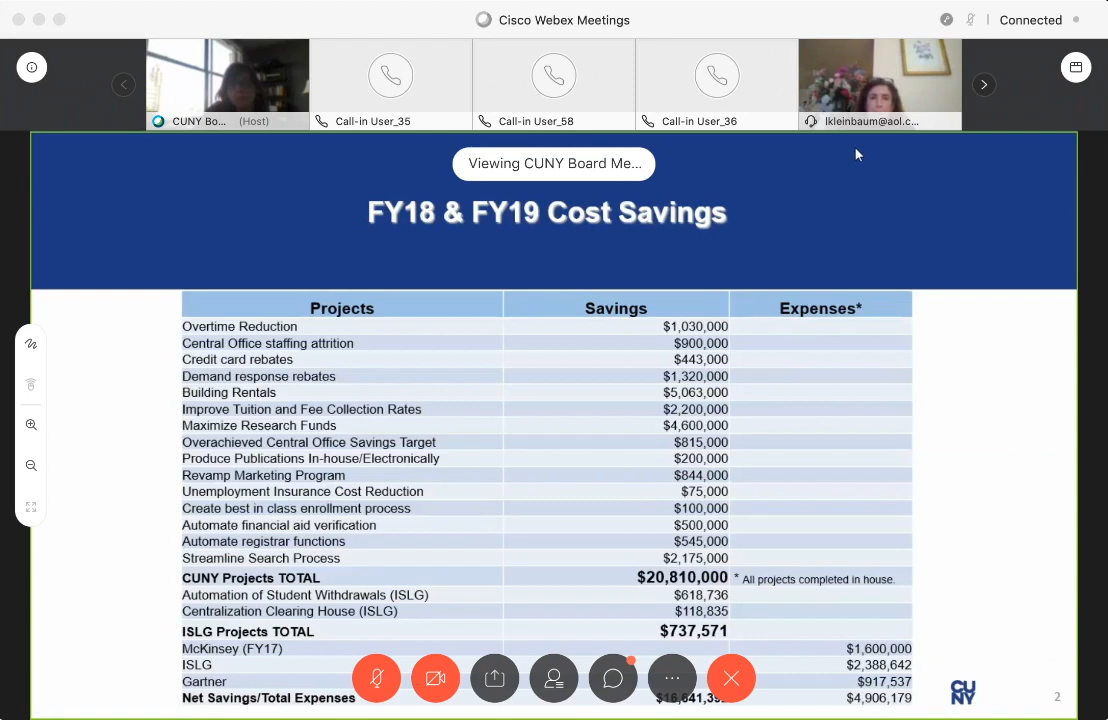 Cisco Webex Meetings
Connected
CUNY Bo... (Host)
Call-in User_35
Call-in User_58
Call-in User_36
lkleinbaum@aol.c...
Viewing CUNY Board Me...
FY18 & FY19 Cost Savings
Projects Savings Expenses*
Overtime Reduction $1,030,000
Central Office staffing attrition $900,000
Credit card rebates $443,000
Demand response rebates $1,320,000
Building Rentals $5,063,000
Improve Tuition and Fee Collection Rates $2,200,000
Maximize Research Funds $4,600,000
Overachieved Central Office Savings Target $815,000
Produce Publications In-house/Electronically $200,000
Revamp Marketing Program $844,000
Unemployment Insurance Cost Reduction $75,000
Create best in class enrollment process $100,000
Automate financial aid verification $500,000
Automate registrar functions $545,000
Streamline Search Process $2,175,000
CUNY Projects TOTAL $20,810,000 * All projects completed in house.
Automation of Student Withdrawals (ISLG) $618,736
Centralization Clearing House (ISLG) $118,835
ISLG Projects TOTAL $737,571
McKinsey (FY17) $1,600,000
ISLG $2,388,642
Gartner $917,537
Net Savings/Total Expenses $4,906,179
CU
NY
2